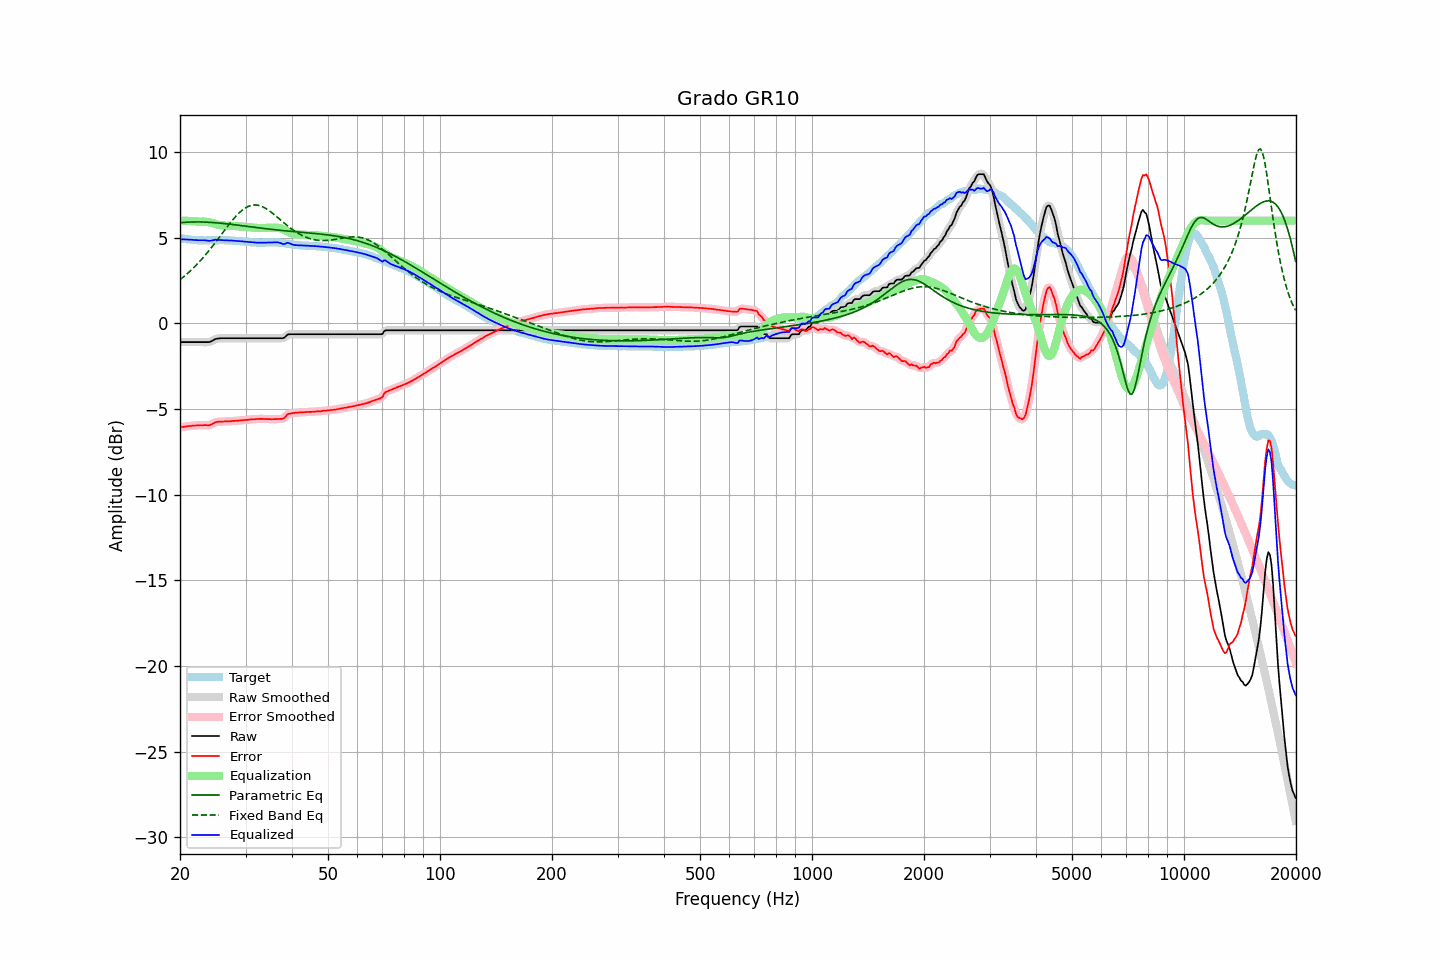 Grado GR10
Amplitude (dBr)
10
5
0
−5
−10
−15
−20
−25
−30
Target
Raw Smoothed
Error Smoothed
Raw
Error
Equalization
Parametric Eq
Fixed Band Eq
Equalized
20 50 100 200 500 1000 2000 5000 10000 20000
Frequency (Hz)